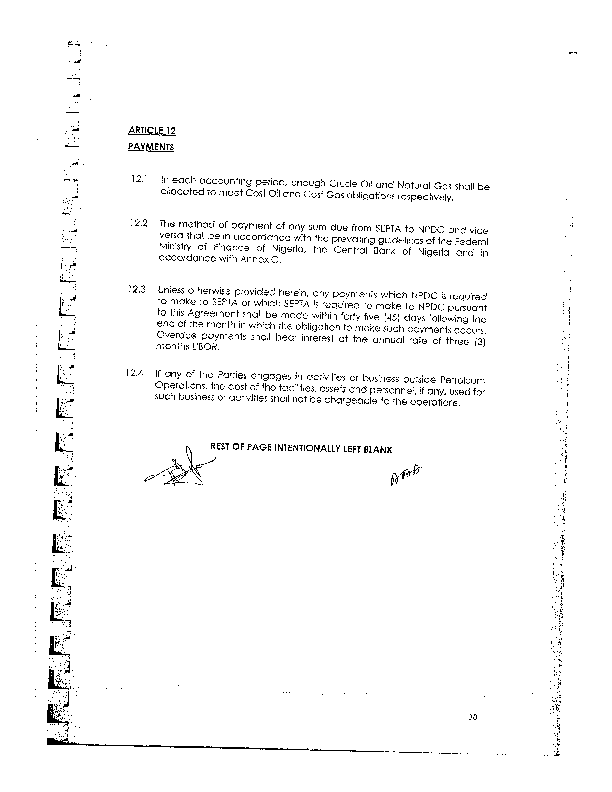 ARTICLE 12
PAYMENTS
12.1 In each accounting period, enough Crude Oil and Natural Gas shall be
allocated to meet Cost Oil and Cost Gas obligations respectively.
12.2 The method of payment of any sum due from SEPTA to NPDC and vice
versa shall be in accordance with the prevailing guidelines of the Federal
Ministry of Finance of Nigeria, the Central Bank of Nigeria and in
accordance with Annex C.
12.3 Unless otherwise provided herein, any payments which NPDC is required
to make to SEPTA or which SEPTA is required to make to NPDC pursuant
to this Agreement shall be made within forty five (45) days following the
end of the month in which the obligation to make such payments occurs.
Overdue payments shall bear interest at the annual rate of three (3)
months LIBOR.
12.4 If any of the Parties engages in activities or business outside Petroleum
Operations, the cost of the facilities, assets and personnel, if any, used for
such business or activities shall not be chargeable to the operations.
REST OF PAGE INTENTIONALLY LEFT BLANK